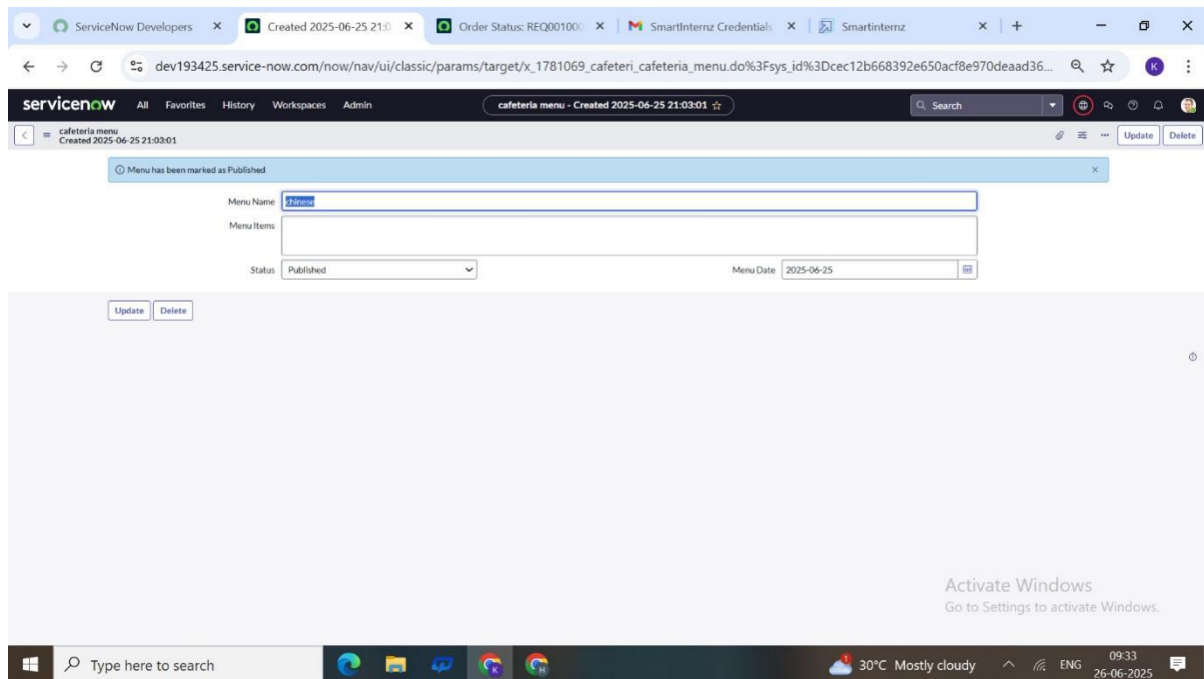 ServiceNow Developers
Created 2025-06-25 21:0
Order Status: REQ001000
SmartInternz Credentials
Smartinternz
dev193425.service-now.com/now/nav/ui/classic/params/target/x_1781069_cafeteri_cafeteria_menu.do%3Fsys_id%3Dcec12b668392e650acf8e970deaad36...
K
servicenow All Favorites History Workspaces Admin
cafeteria menu - Created 2025-06-25 21:03:01
Search
cafeteria menu
Created 2025-06-25 21:03:01
Update Delete
Menu has been marked as Published
Menu Name chinese
Menu Items
Status Published
Menu Date 2025-06-25
Update Delete
Activate Windows
Go to Settings to activate Windows.
Type here to search
30°C Mostly cloudy
ENG
09:33
26-06-2025